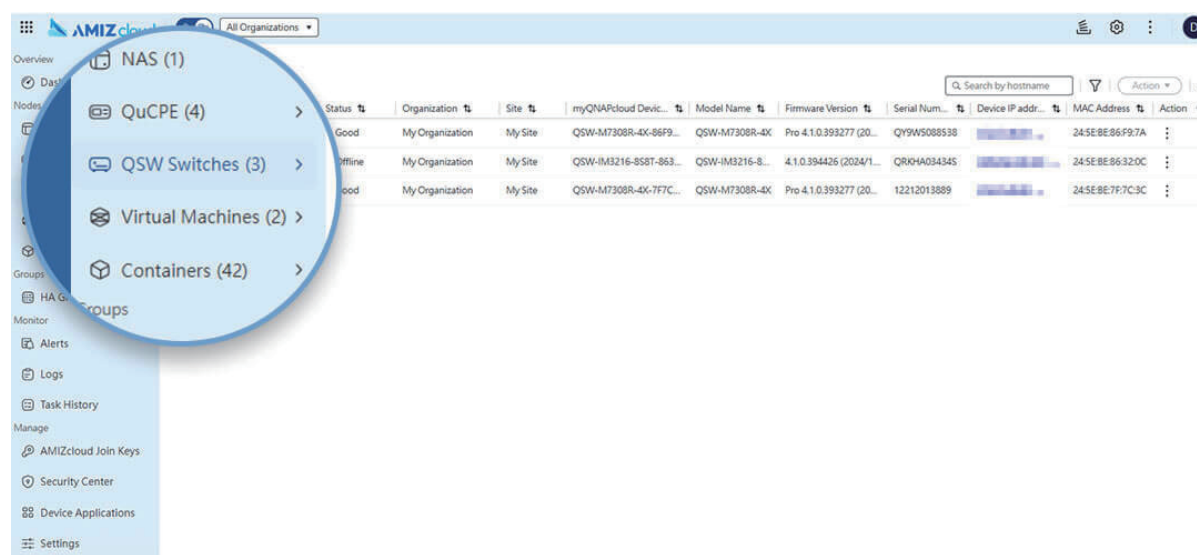 AMIZ cloud All Organizations
Overview
Nodes
NAS (1)
QuCPE (4)
QSW Switches (3)
Virtual Machines (2)
Containers (42)
Groups
Groups
HA G
Monitor
Alerts
Logs
Task History
Manage
AMIZcloud Join Keys
Security Center
Device Applications
Settings
Search by hostname Action
Status Organization Site myQNAPcloud Devic... Model Name Firmware Version Serial Num... Device IP addr... MAC Address Action
Good My Organization My Site QSW-M7308R-4X-86F9... QSW-M7308R-4X Pro 4.1.0.393277 (20... QY9WS088538 24:5E:BE:86:F9:7A
Offline My Organization My Site QSW-IM3216-8S8T-863... QSW-IM3216-8... 4.1.0.394426 (2024/1... QRKHA03434S 24:5E:BE:86:32:0C
Good My Organization My Site QSW-M7308R-4X-7F7C... QSW-M7308R-4X Pro 4.1.0.393277 (20... 12212013889 24:5E:BE:7F:7C:3C